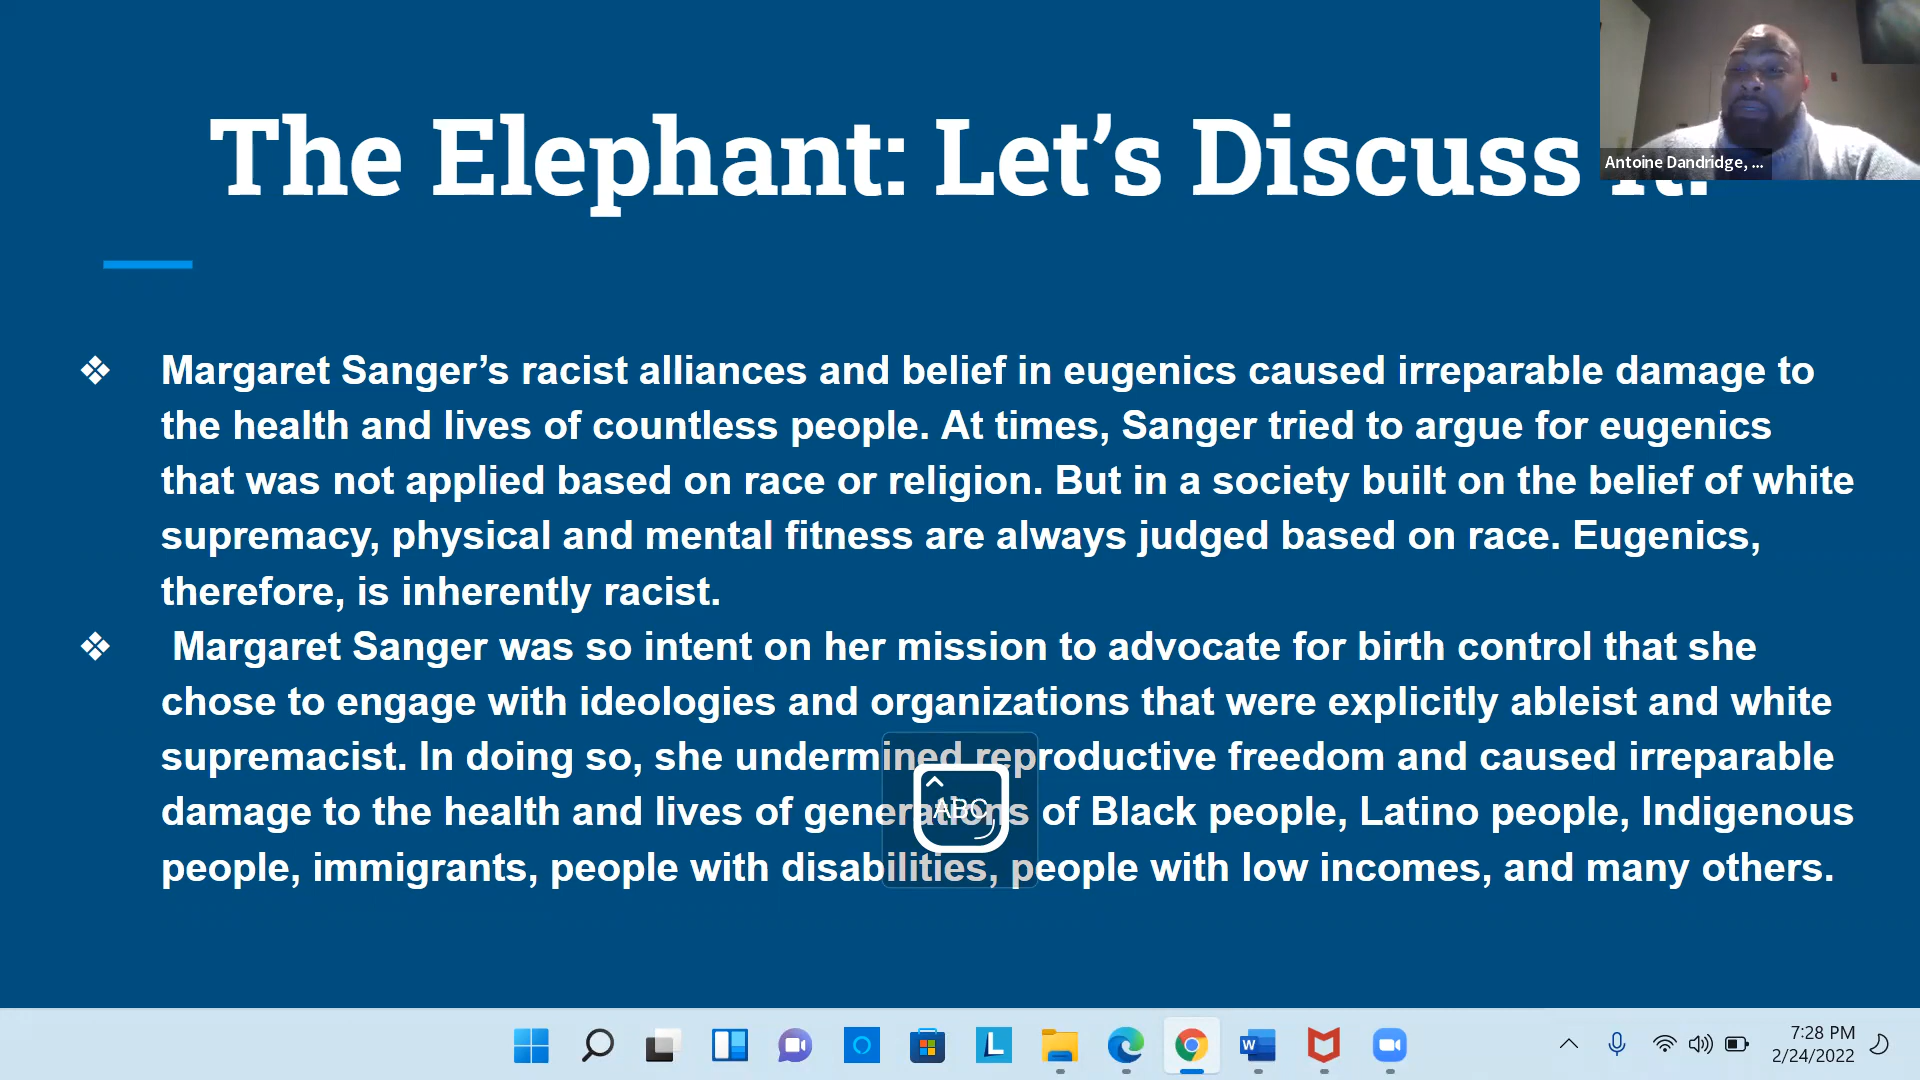 The Elephant: Let's Discuss It!
Antoine Dandridge, ...
❖ Margaret Sanger's racist alliances and belief in eugenics caused irreparable damage to
the health and lives of countless people. At times, Sanger tried to argue for eugenics
that was not applied based on race or religion. But in a society built on the belief of white
supremacy, physical and mental fitness are always judged based on race. Eugenics,
therefore, is inherently racist.
❖ Margaret Sanger was so intent on her mission to advocate for birth control that she
chose to engage with ideologies and organizations that were explicitly ableist and white
supremacist. In doing so, she undermined reproductive freedom and caused irreparable
damage to the health and lives of generations of Black people, Latino people, Indigenous
people, immigrants, people with disabilities, people with low incomes, and many others.
ABC
L
W
7:28 PM
2/24/2022